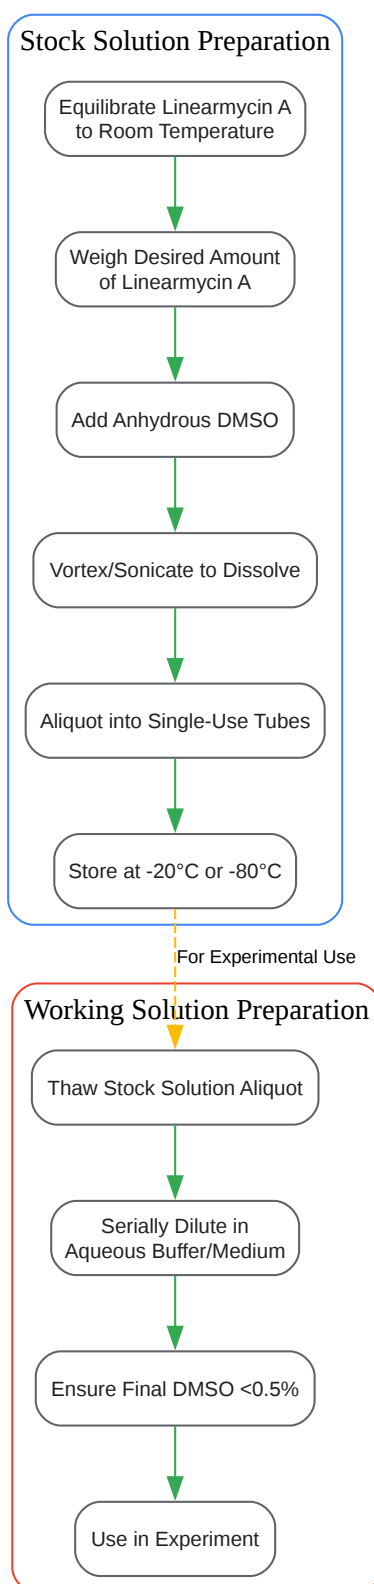 Stock Solution Preparation
Equilibrate Linearmycin A
to Room Temperature
Weigh Desired Amount
of Linearmycin A
Add Anhydrous DMSO
Vortex/Sonicate to Dissolve
Aliquot into Single-Use Tubes
Store at -20°C or -80°C
For Experimental Use
Working Solution Preparation
Thaw Stock Solution Aliquot
Serially Dilute in
Aqueous Buffer/Medium
Ensure Final DMSO <0.5%
Use in Experiment